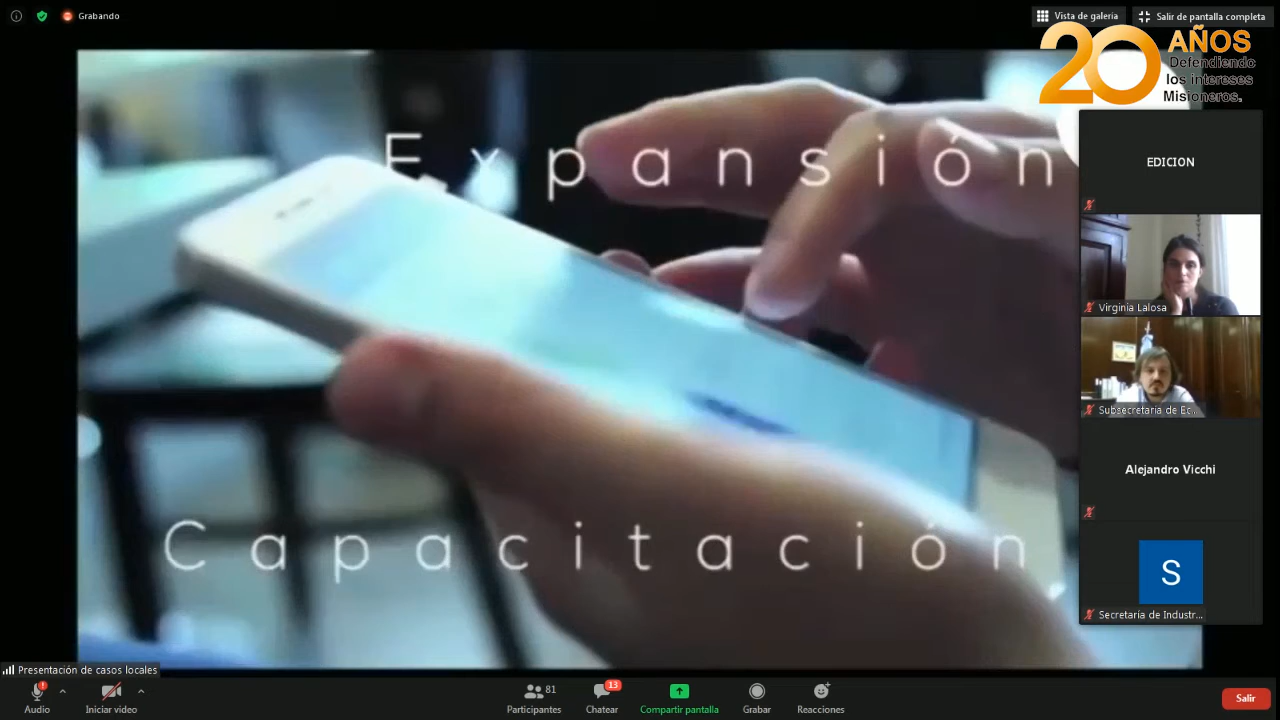 Grabando
Vista de galería
Salir de pantalla completa
20 AÑOS
Defendiendo
los intereses
Misioneros.
Expansión
EDICION
Virginia Lalosa
Subsecretaría de Ec...
Alejandro Vicchi
Capacitación
S
Secretaría de Industr...
Presentación de casos locales
Audio
Iniciar video
81
Participantes
13
Chatear
Compartir pantalla
Grabar
Reacciones
Salir